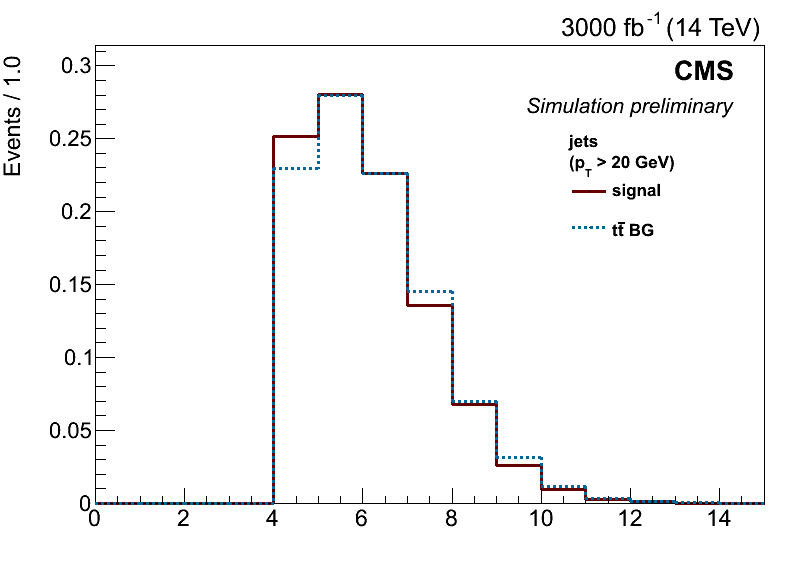 3000 fb⁻¹ (14 TeV)
CMS
Simulation preliminary
jets
(p_T > 20 GeV)
signal
tt̄ BG
Events / 1.0
0.3
0.25
0.2
0.15
0.1
0.05
0
0 2 4 6 8 10 12 14